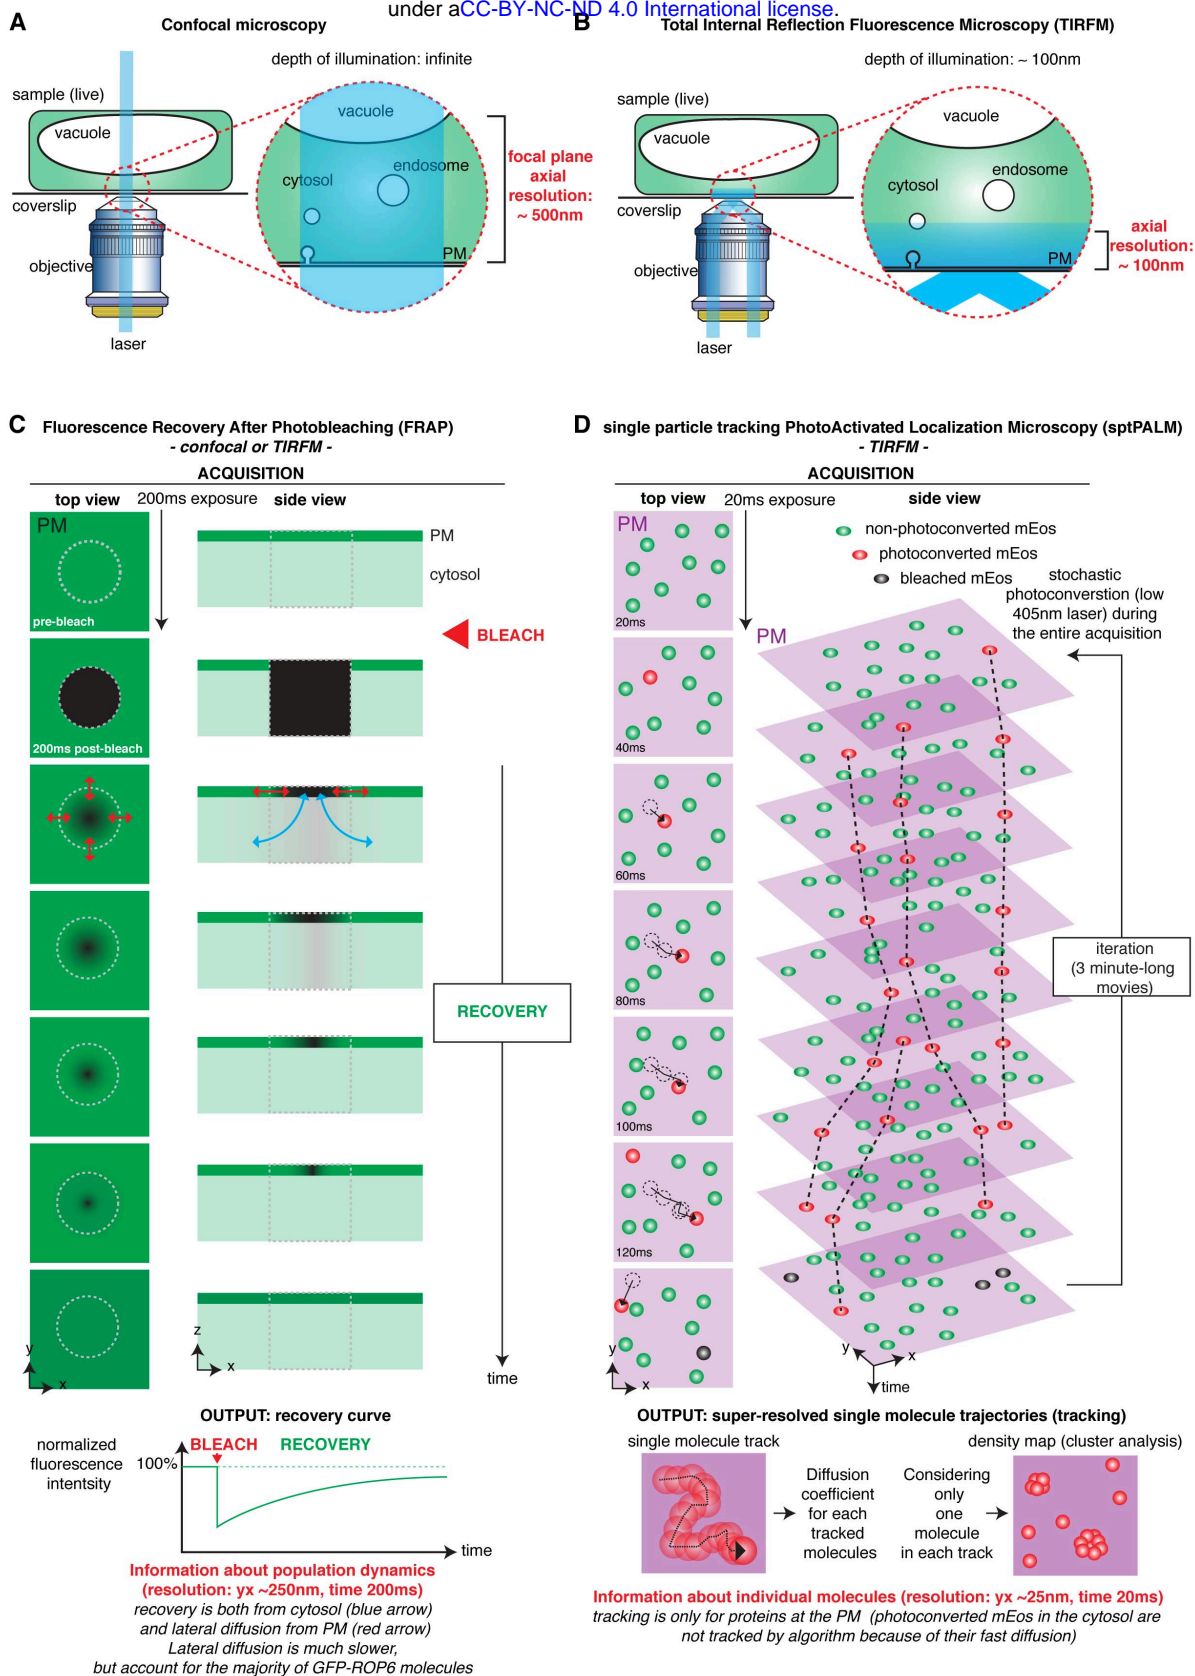 under aCC-BY-NC-ND 4.0 International license.
A
Confocal microscopy
depth of illumination: infinite
sample (live)
vacuole
vacuole
endosome
cytosol
focal plane
axial
resolution:
~ 500nm
coverslip
PM
objective
laser
B
Total Internal Reflection Fluorescence Microscopy (TIRFM)
depth of illumination: ~ 100nm
sample (live)
vacuole
vacuole
endosome
cytosol
coverslip
PM
axial
resolution:
~ 100nm
objective
laser
C
Fluorescence Recovery After Photobleaching (FRAP)
- confocal or TIRFM -
ACQUISITION
top view
200ms exposure
side view
PM
PM
cytosol
pre-bleach
BLEACH
200ms post-bleach
RECOVERY
z
x
y
x
time
OUTPUT: recovery curve
normalized
fluorescence
intentsity
100%
BLEACH
RECOVERY
time
Information about population dynamics
(resolution: yx ~250nm, time 200ms)
recovery is both from cytosol (blue arrow)
and lateral diffusion from PM (red arrow)
Lateral diffusion is much slower,
but account for the majority of GFP-ROP6 molecules
D
single particle tracking PhotoActivated Localization Microscopy (sptPALM)
- TIRFM -
ACQUISITION
top view
20ms exposure
side view
PM
non-photoconverted mEos
photoconverted mEos
bleached mEos
stochastic
photoconverstion (low
405nm laser) during
the entire acquisition
20ms
PM
40ms
60ms
80ms
iteration
(3 minute-long
movies)
100ms
120ms
y
x
y
x
time
OUTPUT: super-resolved single molecule trajectories (tracking)
single molecule track
density map (cluster analysis)
Diffusion
coefficient
for each
tracked
molecules
Considering
only
one
molecule
in each track
Information about individual molecules (resolution: yx ~25nm, time 20ms)
tracking is only for proteins at the PM (photoconverted mEos in the cytosol are
not tracked by algorithm because of their fast diffusion)